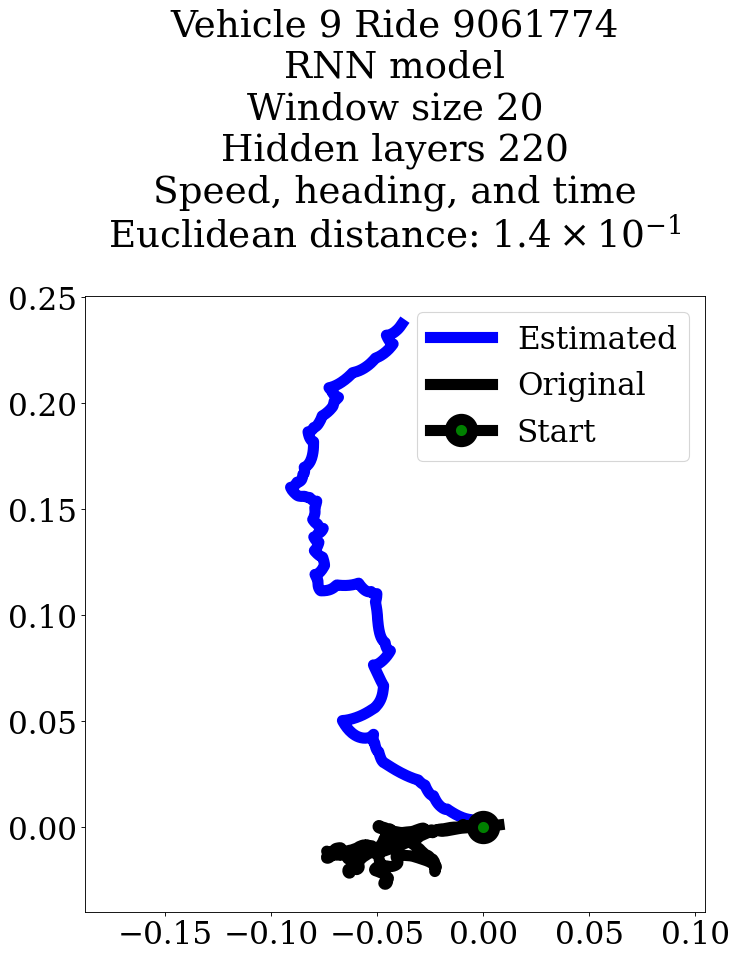 Vehicle 9 Ride 9061774
RNN model
Window size 20
Hidden layers 220
Speed, heading, and time
Euclidean distance: 1.4 × 10⁻¹
0.25
0.20
0.15
0.10
0.05
0.00
Estimated
Original
Start
−0.15 −0.10 −0.05 0.00 0.05 0.10